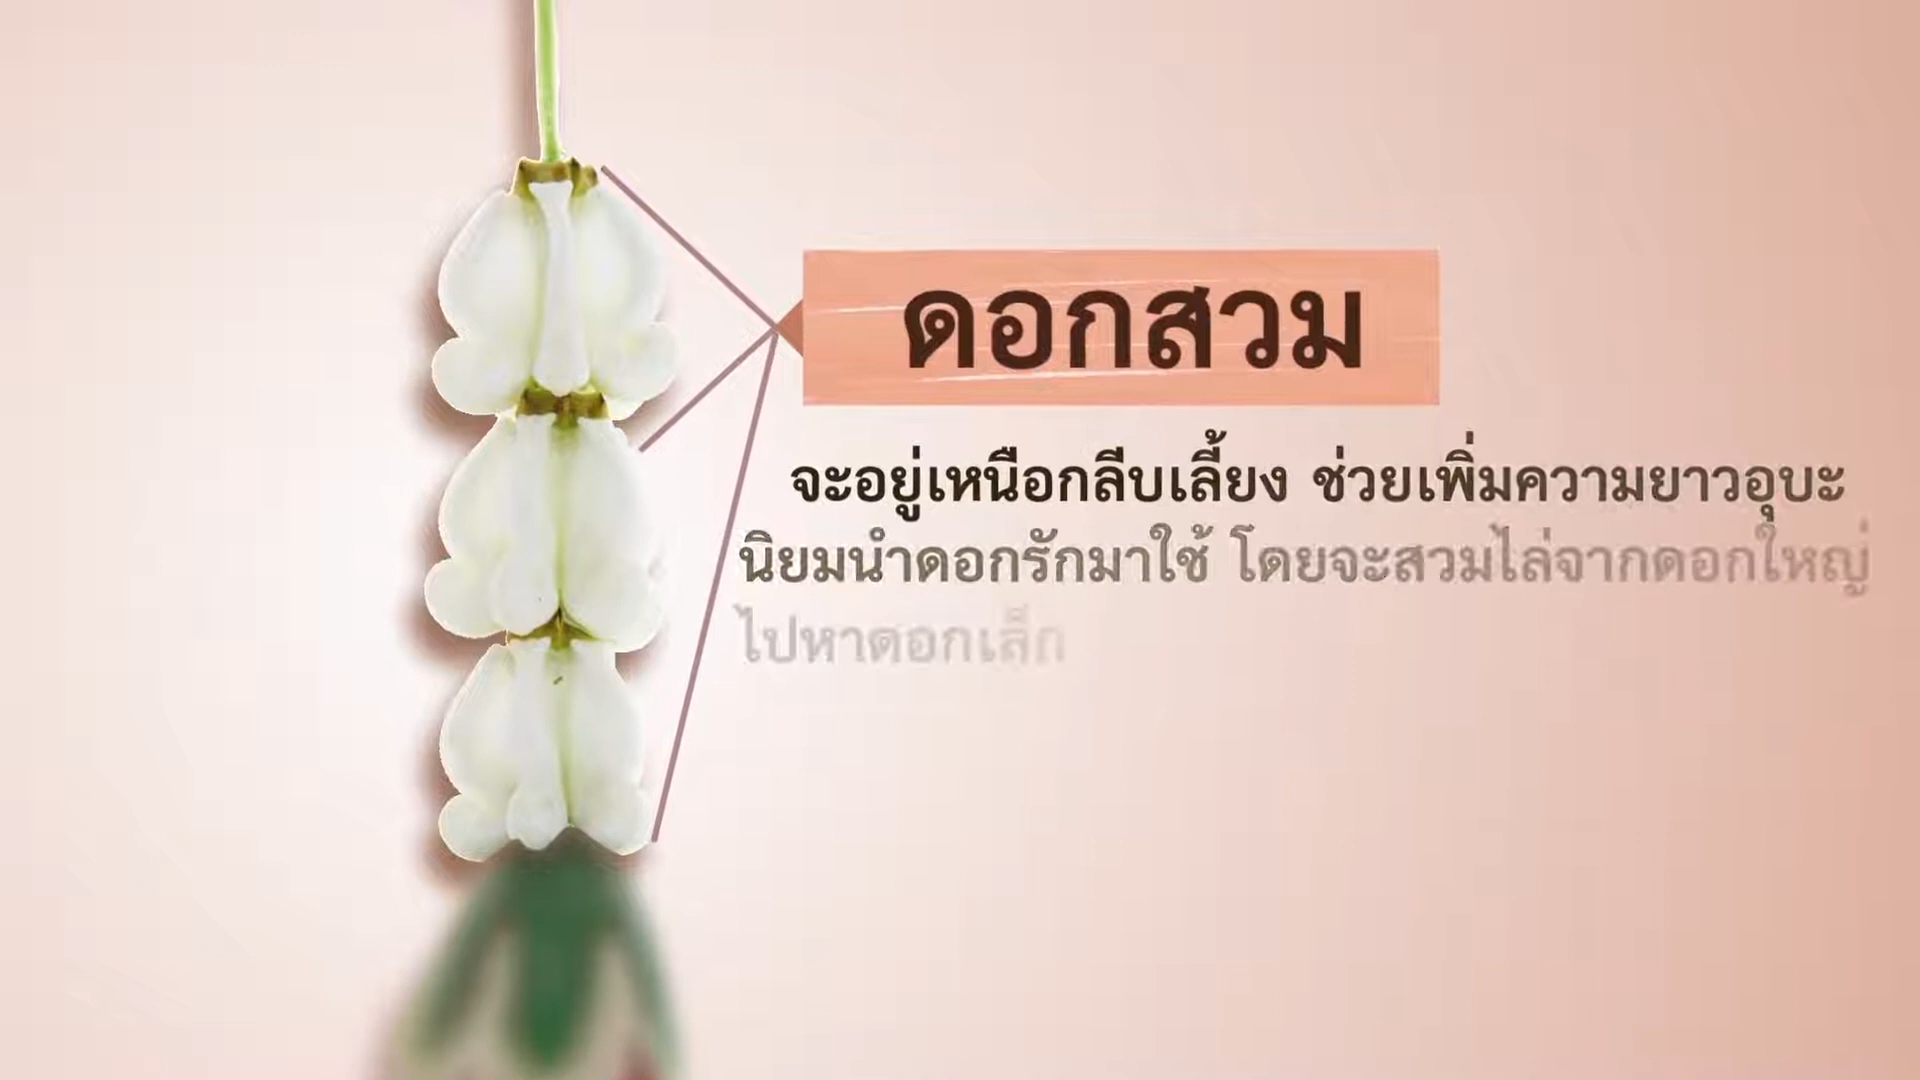 ดอกสวม
จะอยู่เหนือกลีบเลี้ยง ช่วยเพิ่มความยาวอุบะ
นิยมนำดอกรักมาใช้ โดยจะสวมไล่จากดอกใหญ่
ไปหาดอกเล็ก